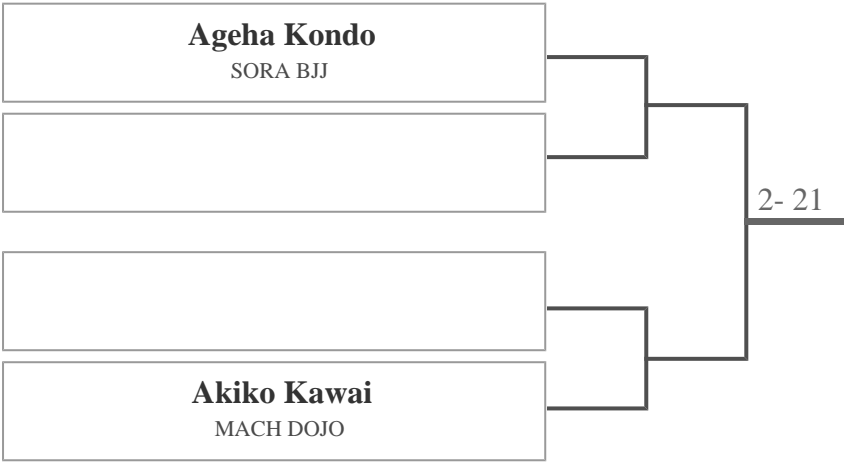 Ageha Kondo
SORA BJJ
2- 21
Akiko Kawai
MACH DOJO